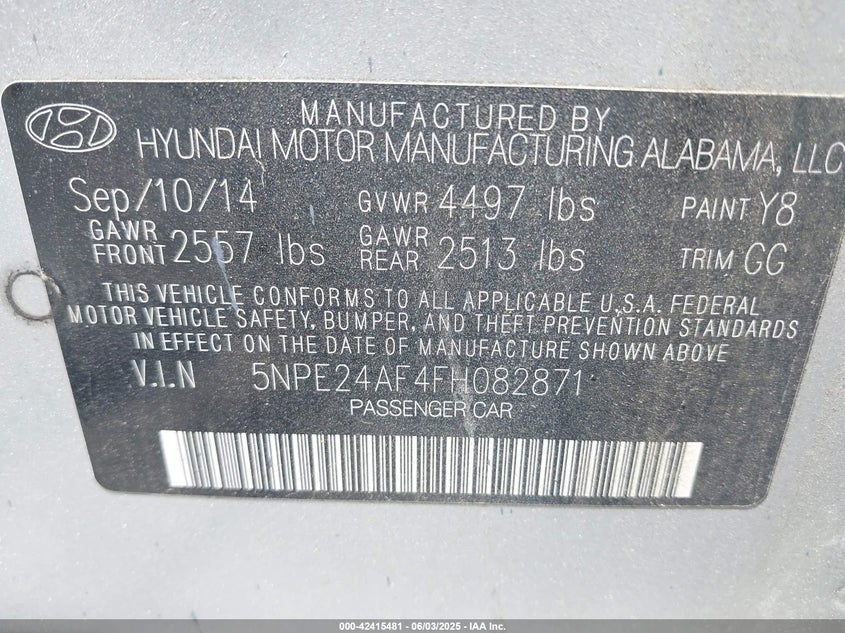 MANUFACTURED BY
HYUNDAI MOTOR MANUFACTURING ALABAMA, LLC
Sep/10/14 GVWR 4497 lbs PAINT Y8
GAWR FRONT 2557 lbs GAWR REAR 2513 lbs TRIM GG
THIS VEHICLE CONFORMS TO ALL APPLICABLE U.S.A. FEDERAL
MOTOR VEHICLE SAFETY, BUMPER, AND THEFT PREVENTION STANDARDS
IN EFFECT ON THE DATE OF MANUFACTURE SHOWN ABOVE.
V.I.N 5NPE24AF4FH082871
PASSENGER CAR
000-42415481 - 06/03/2025 - IAA Inc.